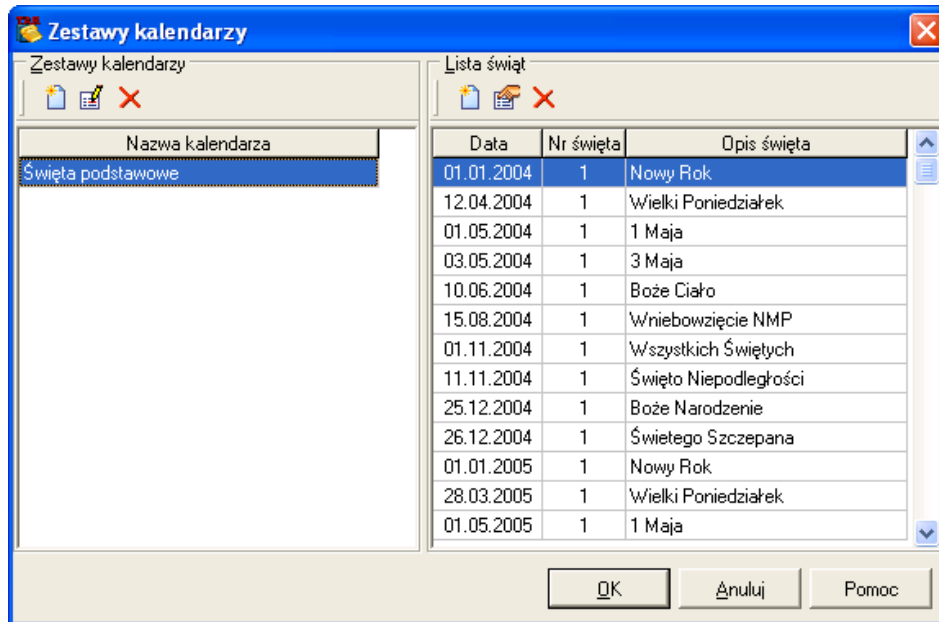 Zestawy kalendarzy
Zestawy kalendarzy
Nazwa kalendarza
Święta podstawowe
Lista świąt
Data Nr święta Opis święta
01.01.2004 1 Nowy Rok
12.04.2004 1 Wielki Poniedziałek
01.05.2004 1 1 Maja
03.05.2004 1 3 Maja
10.06.2004 1 Boże Ciało
15.08.2004 1 Wniebowzięcie NMP
01.11.2004 1 Wszystkich Świętych
11.11.2004 1 Święto Niepodległości
25.12.2004 1 Boże Narodzenie
26.12.2004 1 Świetego Szczepana
01.01.2005 1 Nowy Rok
28.03.2005 1 Wielki Poniedziałek
01.05.2005 1 1 Maja
OK Anuluj Pomoc